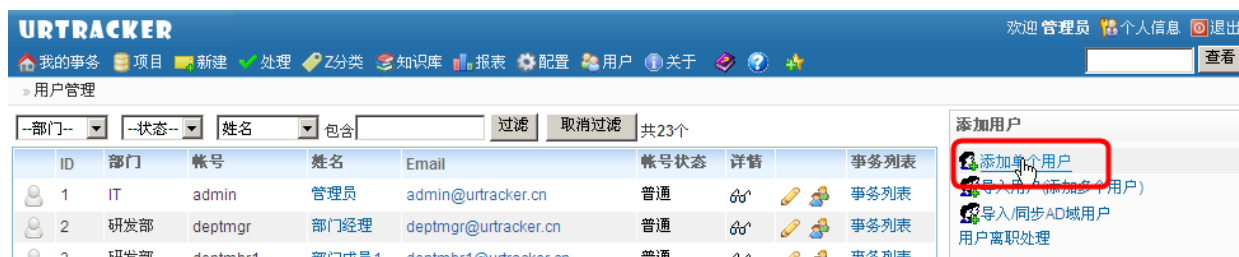 URTRACKER
欢迎 管理员 个人信息 退出
我的事务 项目 新建 处理 Z分类 知识库 报表 配置 用户 关于 查看
» 用户管理
--部门-- --状态-- 姓名 包含 过滤 取消过滤 共23个
ID 部门 帐号 姓名 Email 帐号状态 详情 事务列表
1 IT admin 管理员 admin@urtracker.cn 普通 事务列表
2 研发部 deptmgr 部门经理 deptmgr@urtracker.cn 普通 事务列表
添加用户
添加单个用户
导入用户(添加多个用户)
导入/同步AD域用户
用户离职处理